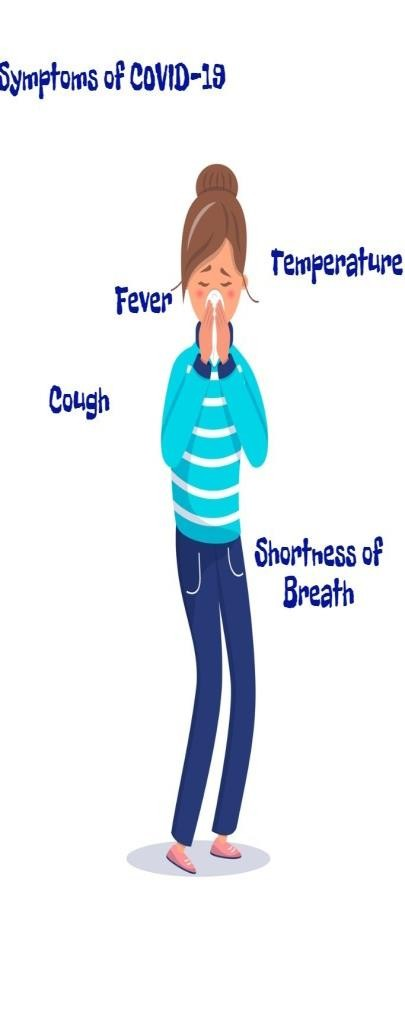 Symptoms of COVID-19
Temperature
Fever
Cough
Shortness of
Breath